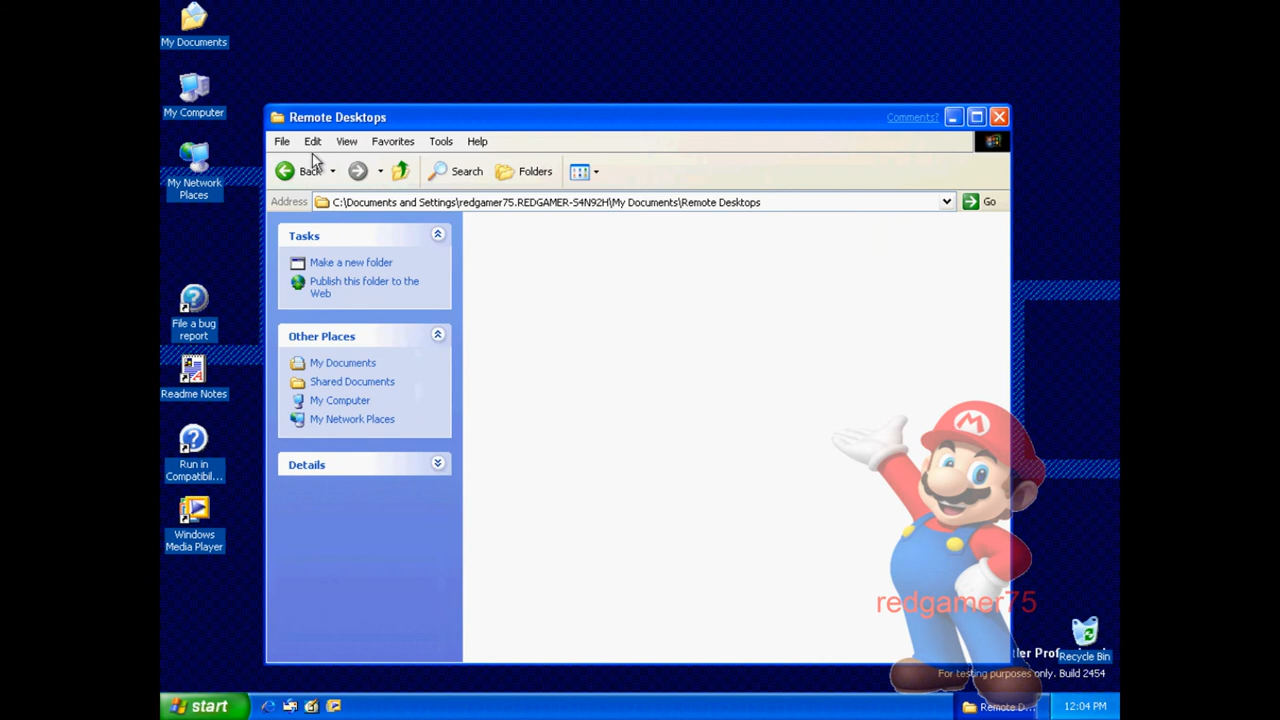 My Documents
My Computer
My Network
Places
File a bug
report
Readme Notes
Run in
Compatibil...
Windows
Media Player
Remote Desktops
Comments?
File Edit View Favorites Tools Help
Back Search Folders
Address C:\Documents and Settings\redgamer75.REDGAMER-S4N92H\My Documents\Remote Desktops Go
Tasks
Make a new folder
Publish this folder to the
Web
Other Places
My Documents
Shared Documents
My Computer
My Network Places
Details
M
redgamer75
Recycle Bin
For testing purposes only. Build 2454
start
Remote D...
12:04 PM